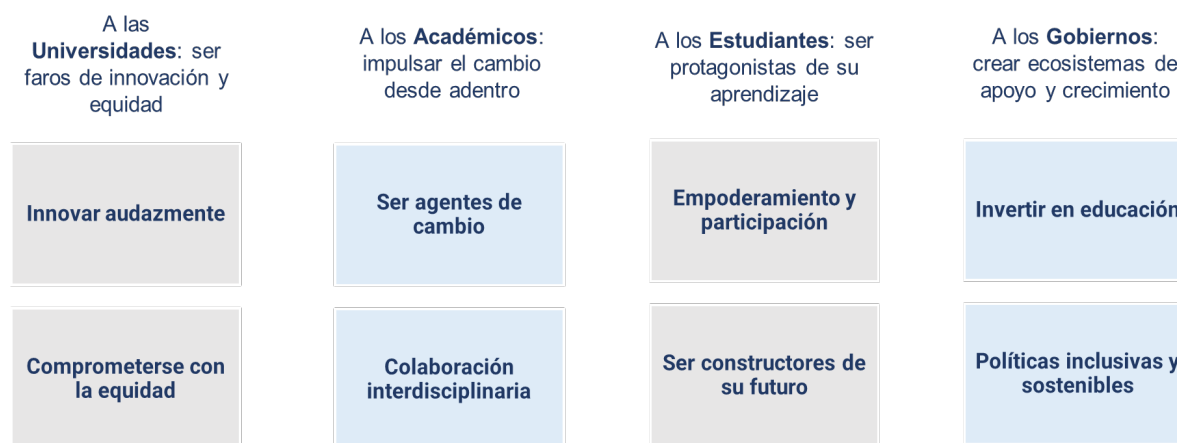 A las
Universidades: ser
faros de innovación y
equidad
A los Académicos:
impulsar el cambio
desde adentro
A los Estudiantes: ser
protagonistas de su
aprendizaje
A los Gobiernos:
crear ecosistemas de
apoyo y crecimiento
Innovar audazmente
Ser agentes de
cambio
Empoderamiento y
participación
Invertir en educación
Comprometerse con
la equidad
Colaboración
interdisciplinaria
Ser constructores de
su futuro
Políticas inclusivas y
sostenibles